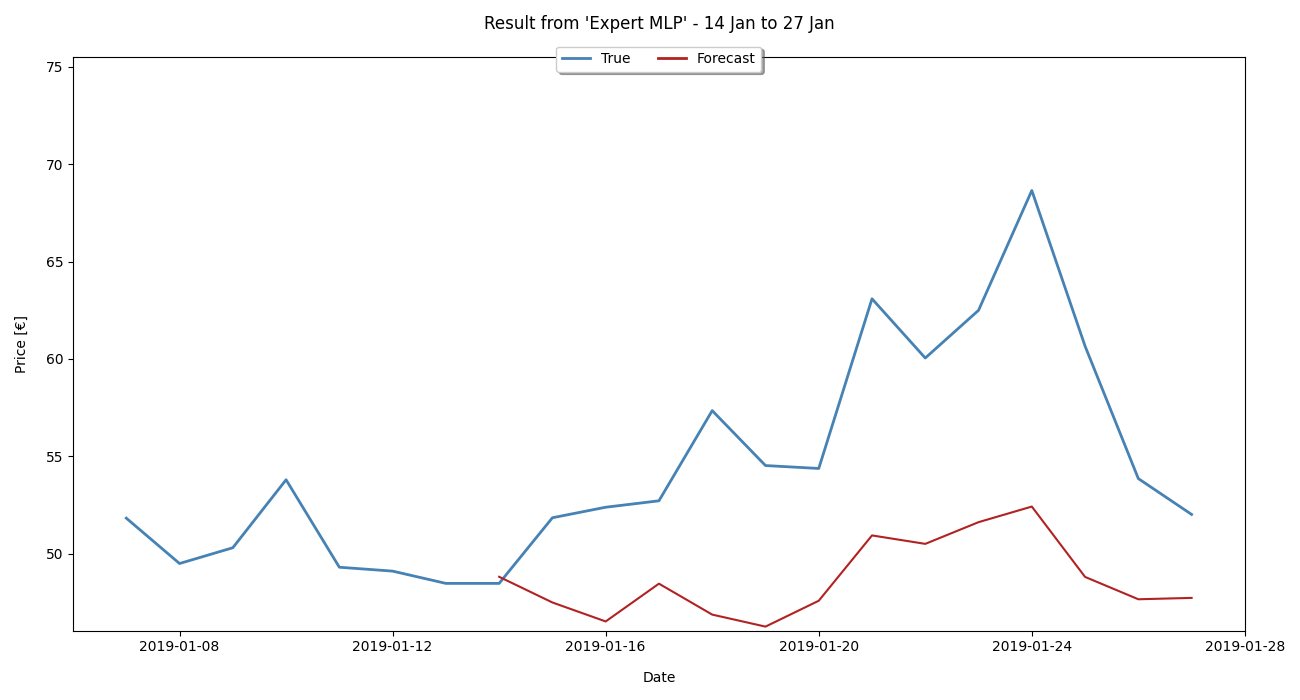 Result from 'Expert MLP' - 14 Jan to 27 Jan
True Forecast
75
70
65
60
55
50
Price [€]
2019-01-08 2019-01-12 2019-01-16 2019-01-20 2019-01-24 2019-01-28
Date